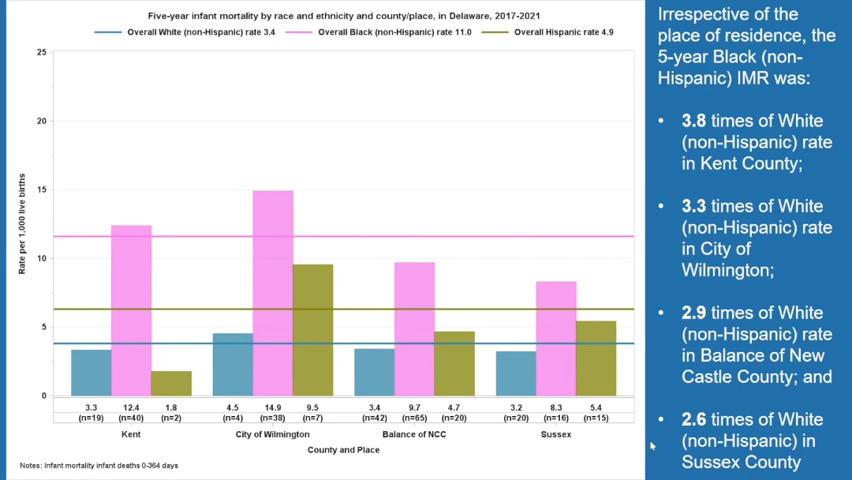 Five-year infant mortality by race and ethnicity and county/place, in Delaware, 2017-2021
Overall White (non-Hispanic) rate 3.4 Overall Black (non-Hispanic) rate 11.0 Overall Hispanic rate 4.9
25
20
15
10
5
0
Rate per 1,000 live births
3.3 12.4 1.8 4.5 14.9 9.5 3.4 9.7 4.7 3.2 8.3 5.4
(n=19) (n=40) (n=2) (n=4) (n=38) (n=7) (n=42) (n=65) (n=20) (n=20) (n=16) (n=15)
Kent City of Wilmington Balance of NCC Sussex
County and Place
Notes: Infant mortality infant deaths 0-364 days
Irrespective of the
place of residence, the
5-year Black (non-
Hispanic) IMR was:
• 3.8 times of White
(non-Hispanic) rate
in Kent County;
• 3.3 times of White
(non-Hispanic) rate
in City of
Wilmington;
• 2.9 times of White
(non-Hispanic) rate
in Balance of New
Castle County; and
• 2.6 times of White
(non-Hispanic) in
Sussex County